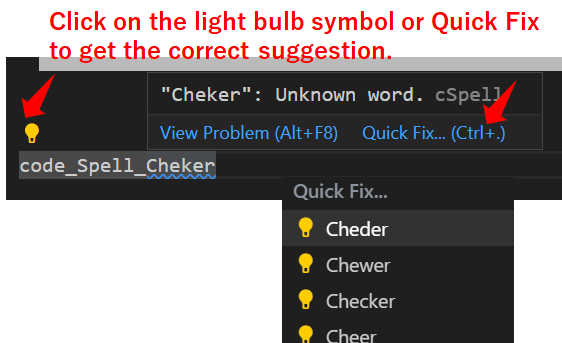 Click on the light bulb symbol or Quick Fix
to get the correct suggestion.
"Cheker": Unknown word. cSpell
View Problem (Alt+F8) Quick Fix... (Ctrl+.)
code_Spell_Cheker
Quick Fix...
Cheder
Chewer
Checker
Cheer